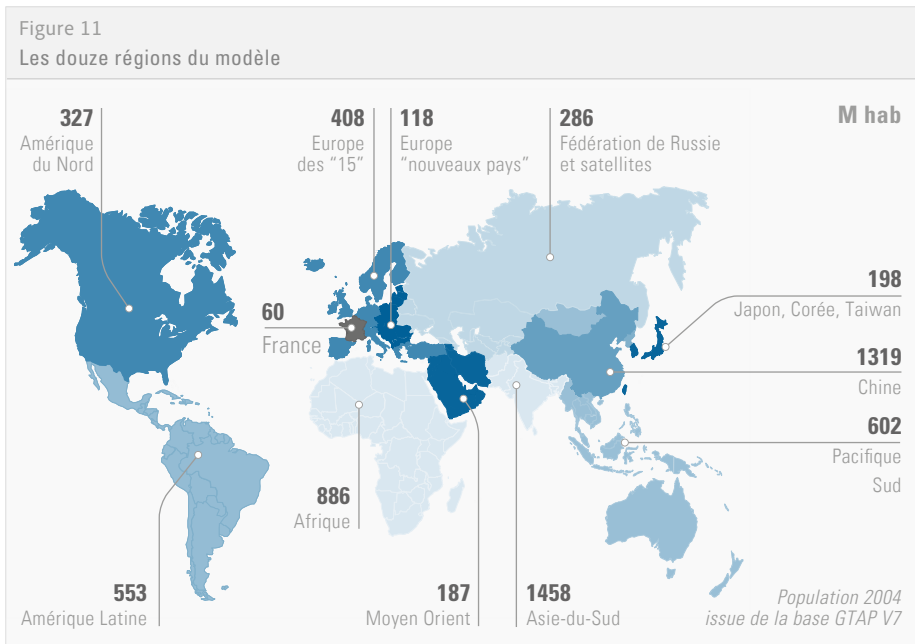 Figure 11
Les douze régions du modèle
327
Amérique
du Nord
408
Europe
des "15"
118
Europe
"nouveaux pays"
286
Fédération de Russie
et satellites
M hab
60
France
198
Japon, Corée, Taiwan
1319
Chine
602
Pacifique
Sud
886
Afrique
553
Amérique Latine
187
Moyen Orient
1458
Asie-du-Sud
Population 2004
issue de la base GTAP V7